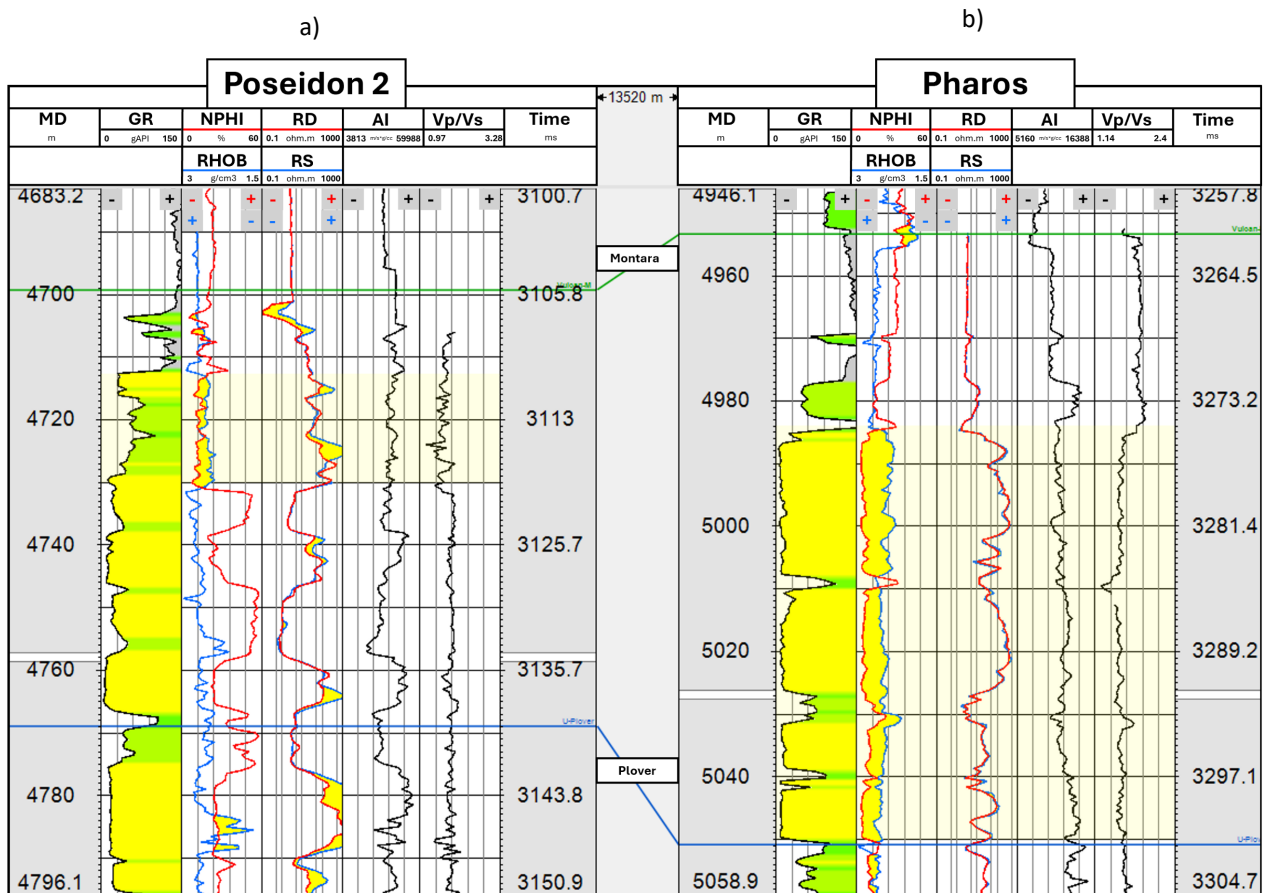 a)
b)
Poseidon 2
Pharos
13520 m
MD GR NPHI RD AI Vp/Vs Time
m 0 gAPI 150 0 % 60 0.1 ohm.m 1000 3813 m/s*g/cc 59988 0.97 3.28 ms
RHOB RS
3 g/cm3 1.5 0.1 ohm.m 1000
MD GR NPHI RD AI Vp/Vs Time
m 0 gAPI 150 0 % 60 0.1 ohm.m 1000 5160 m/s*g/cc 16388 1.14 2.4 ms
RHOB RS
3 g/cm3 1.5 0.1 ohm.m 1000
4683.2 - + - + - + - + - + 3100.7
+ - - +
Vulcan-M
4700 3105.8
4720 3113
4740 3125.7
4760 3135.7
U-Plover
4780 3143.8
4796.1 3150.9
Montara
Plover
4946.1 - + - + - + - + - + 3257.8
+ - - +
Vulcan-
4960 3264.5
4980 3273.2
5000 3281.4
5020 3289.2
5040 3297.1
U-Plo
5058.9 3304.7